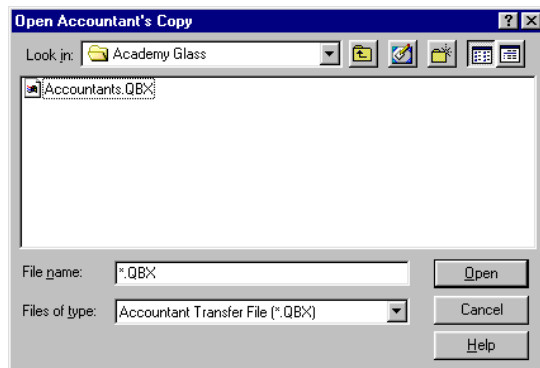 Open Accountant's Copy
Look in: Academy Glass
Accountants.QBX
File name: *.QBX Open
Files of type: Accountant Transfer File (*.QBX) Cancel
Help